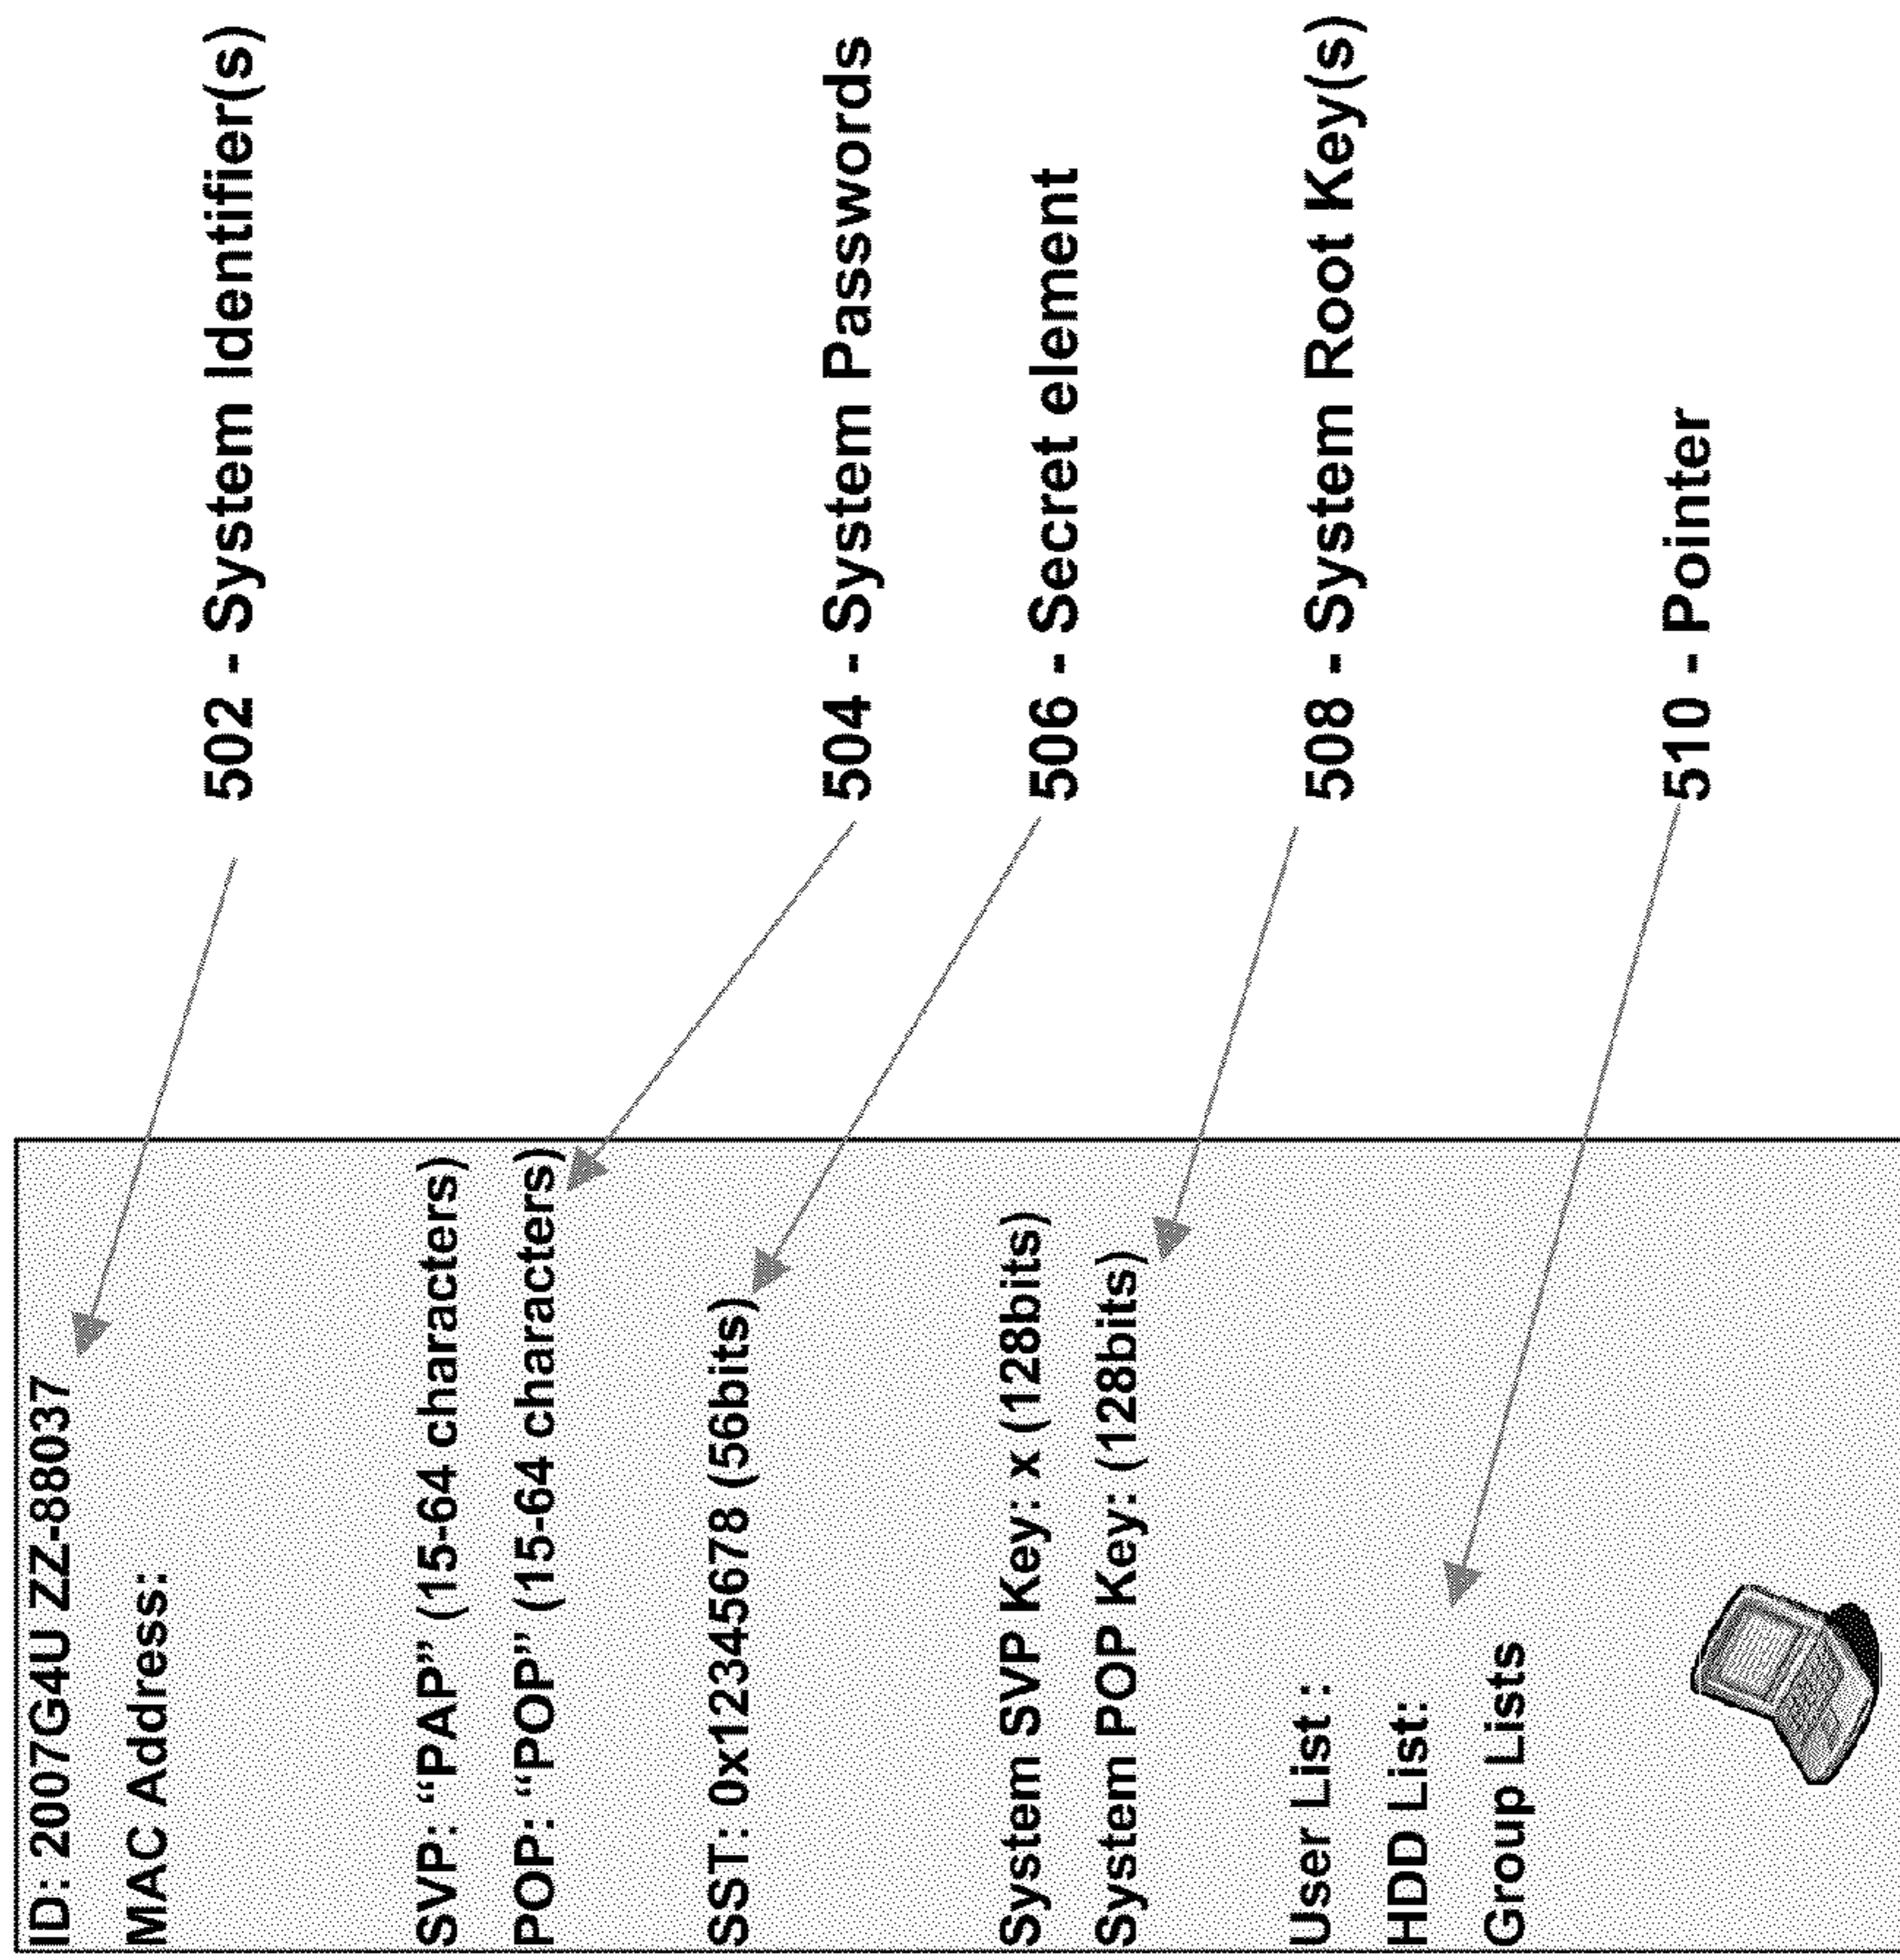 ID: 2007G4U ZZ-88037
MAC Address:
SVP: “PAP” (15-64 characters)
POP: “POP” (15-64 characters)
SST: 0x12345678 (56bits)
System SVP Key: x (128bits)
System POP Key: (128bits)
User List :
HDD List:
Group Lists
502 - System Identifier(s)
504 - System Passwords
506 - Secret element
508 - System Root Key(s)
510 - Pointer